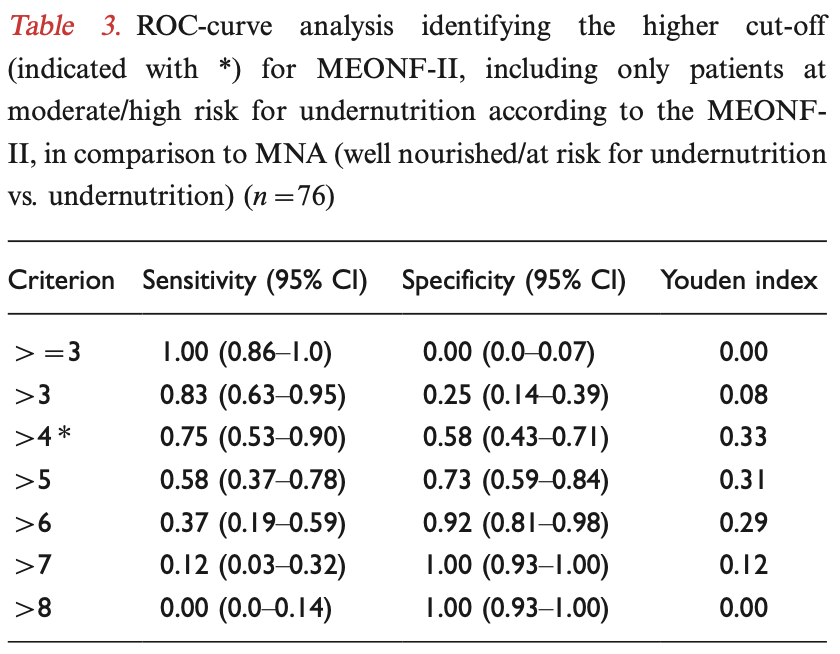 Table 3. ROC-curve analysis identifying the higher cut-off
(indicated with *) for MEONF-II, including only patients at
moderate/high risk for undernutrition according to the MEONF-
II, in comparison to MNA (well nourished/at risk for undernutrition
vs. undernutrition) (n = 76)
Criterion Sensitivity (95% CI) Specificity (95% CI) Youden index
> =3 1.00 (0.86–1.0) 0.00 (0.0–0.07) 0.00
>3 0.83 (0.63–0.95) 0.25 (0.14–0.39) 0.08
>4 * 0.75 (0.53–0.90) 0.58 (0.43–0.71) 0.33
>5 0.58 (0.37–0.78) 0.73 (0.59–0.84) 0.31
>6 0.37 (0.19–0.59) 0.92 (0.81–0.98) 0.29
>7 0.12 (0.03–0.32) 1.00 (0.93–1.00) 0.12
>8 0.00 (0.0–0.14) 1.00 (0.93–1.00) 0.00